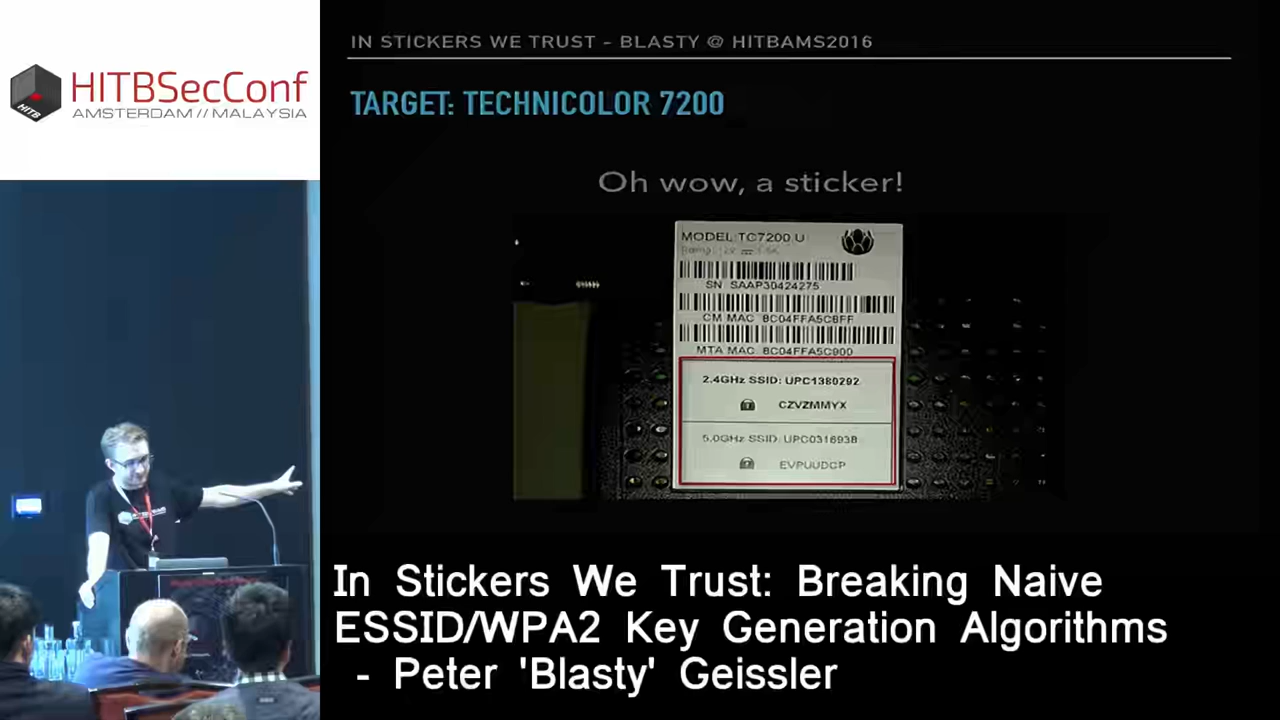 HITBSecConf
AMSTERDAM // MALAYSIA
HITB
IN STICKERS WE TRUST - BLASTY @ HITBAMS2016
TARGET: TECHNICOLOR 7200
Oh wow, a sticker!
MODEL: TC7200 U
SN SAAP30424275
CM MAC 8C04FFA5C8FF
MTA MAC 8C04FFA5C900
2.4GHz SSID: UPC1380292
CZVZMMYX
5.0GHz SSID: UPC0316938
EVPUUDCP
In Stickers We Trust: Breaking Naive
ESSID/WPA2 Key Generation Algorithms
- Peter 'Blasty' Geissler